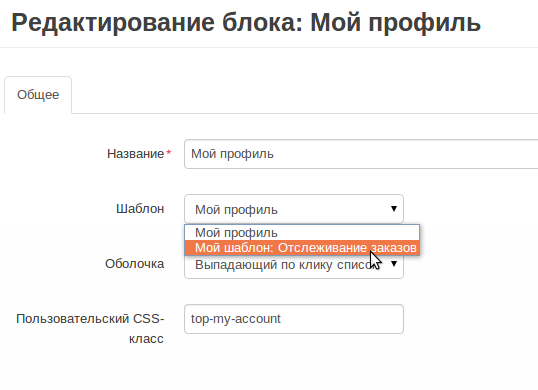 Редактирование блока: Мой профиль
Общее
Название*
Мой профиль
Шаблон
Мой профиль
Мой профиль
Мой шаблон: Отслеживание заказов
Оболочка
Выпадающий по клику список
Пользовательский CSS-
класс
top-my-account